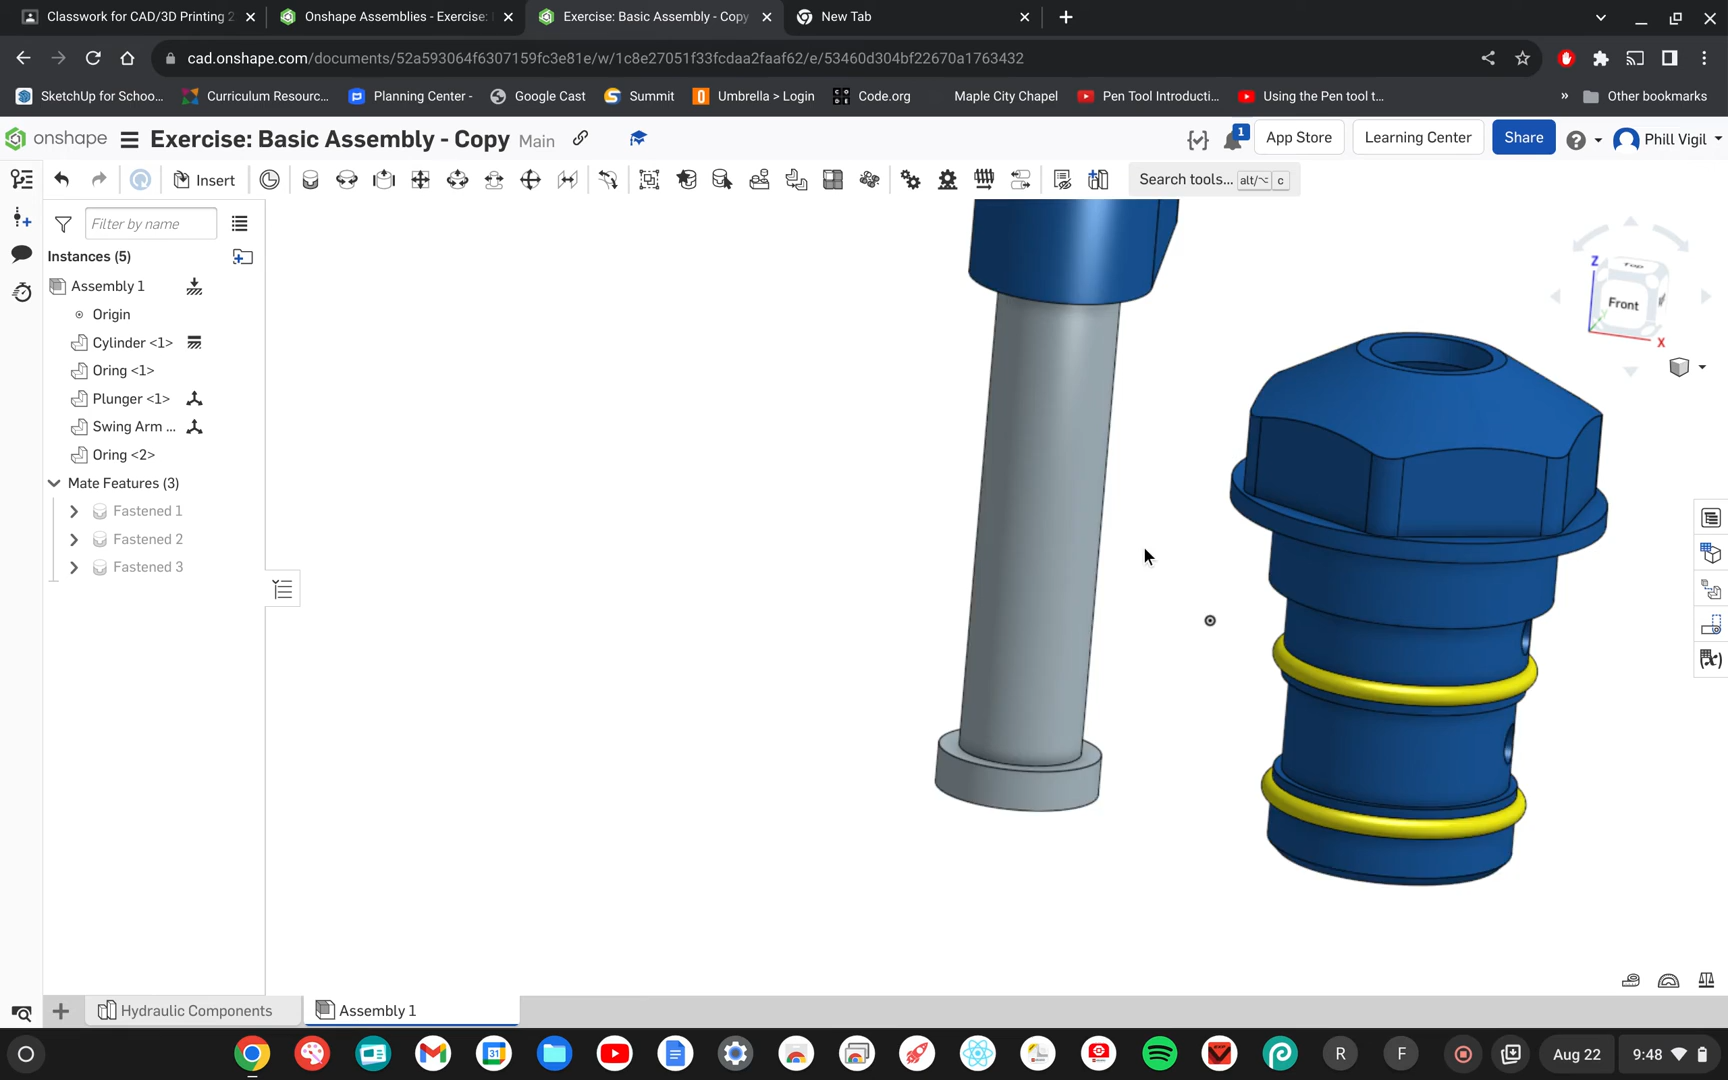 Classwork for CAD/3D Printing 2
Onshape Assemblies - Exercise:
Exercise: Basic Assembly - Copy
New Tab
cad.onshape.com/documents/52a593064f6307159fc3e81e/w/1c8e27051f33fcdaa2faaf62/e/53460d304bf22670a1763432
SketchUp for Schoo...
Curriculum Resourc...
Planning Center -
Google Cast
Summit
Umbrella > Login
Code.org
Maple City Chapel
Pen Tool Introducti...
Using the Pen tool t...
»
Other bookmarks
onshape
Exercise: Basic Assembly - Copy
Main
1
App Store
Learning Center
Share
Phill Vigil
Insert
Search tools...
alt/⌥
c
Filter by name
Instances (5)
Assembly 1
Origin
Cylinder <1>
Oring <1>
Plunger <1>
Swing Arm ...
Oring <2>
Mate Features (3)
Fastened 1
Fastened 2
Fastened 3
Z
Top
Front
X
Hydraulic Components
Assembly 1
31
R
F
Aug 22
9:48